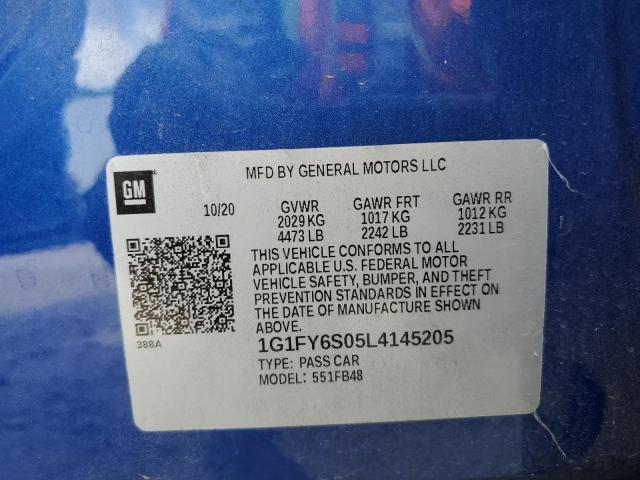 MFD BY GENERAL MOTORS LLC
GM
10/20 GVWR GAWR FRT GAWR RR
2029 KG 1017 KG 1012 KG
4473 LB 2242 LB 2231 LB
THIS VEHICLE CONFORMS TO ALL
APPLICABLE U.S. FEDERAL MOTOR
VEHICLE SAFETY, BUMPER, AND THEFT
PREVENTION STANDARDS IN EFFECT ON
THE DATE OF MANUFACTURE SHOWN
ABOVE.
388A
1G1FY6S05L4145205
TYPE: PASS CAR
MODEL: 551FB48